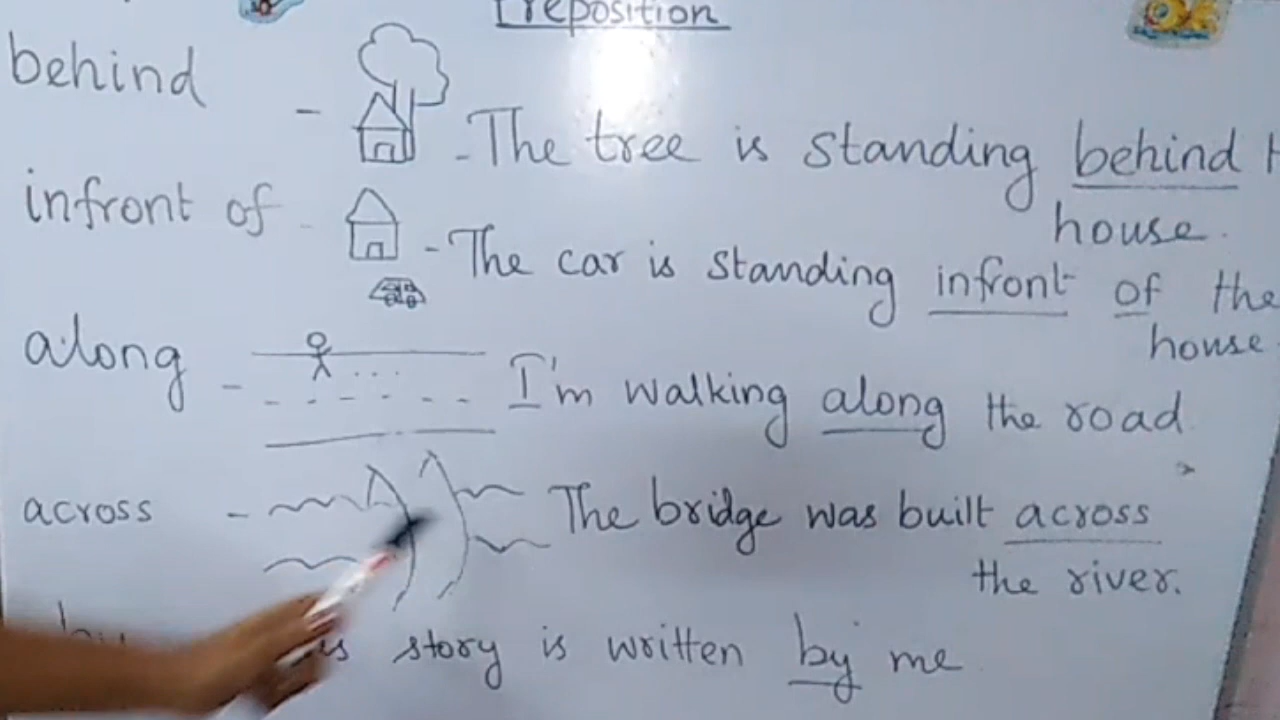 Preposition
behind - - The tree is standing behind
house.
infront of - - The car is standing infront of the
house
along - I'm walking along the road
across - The bridge was built across
the river.
by story is written by me